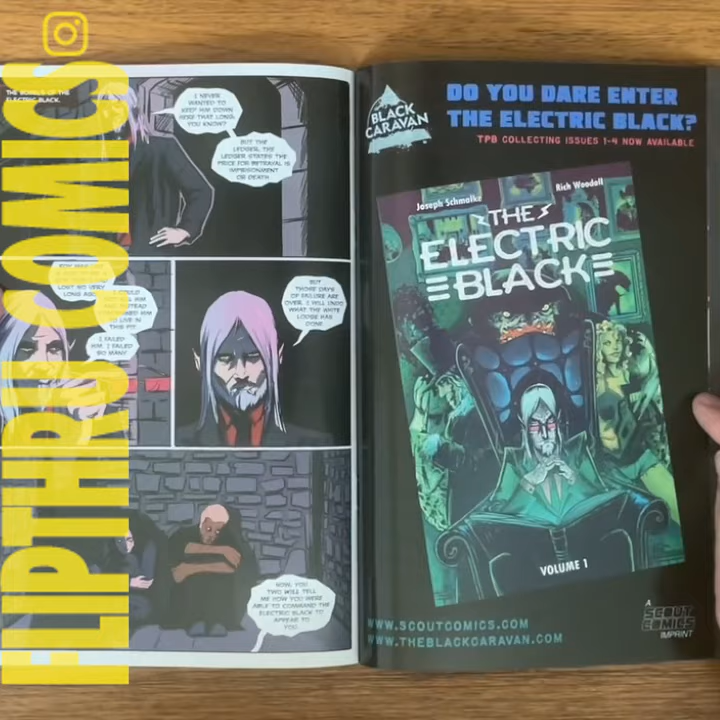 FLIPTHRU COMICS
THE BOWELS OF THE
ELECTRIC BLACK.
I NEVER
WANTED TO
KEEP HIM DOWN
HERE THAT LONG,
YOU KNOW?
BUT THE
LEDGER, THE
LEDGER STATES THE
PRICE FOR BETRAYAL IS
IMPRISONMENT
OR DEATH.
LONG AGO
I FAILED
HIM. I FAILED
SO MANY.
BUT
THOSE DAYS
OF FAILURE ARE
OVER. I WILL UNDO
WHAT THE WHITE
LODGE HAS
DONE.
NOW, YOU
TWO WILL TELL
ME HOW YOU WERE
ABLE TO COMMAND THE
ELECTRIC BLACK TO
APPEAR TO
YOU.
BLACK
CARAVAN
DO YOU DARE ENTER
THE ELECTRIC BLACK?
TPB COLLECTING ISSUES 1-4 NOW AVAILABLE
Joseph Schmalke
Rich Woodall
THE
ELECTRIC
BLACK
VOLUME 1
WWW.SCOUTCOMICS.COM
WWW.THEBLACKCARAVAN.COM
A
SCOUT
COMICS
IMPRINT